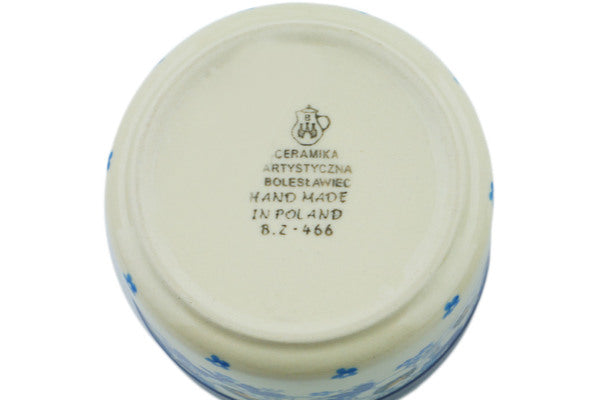 CERAMIKA
ARTYSTYCZNA
BOLESŁAWIEC
HAND MADE
IN POLAND
B.Z-466